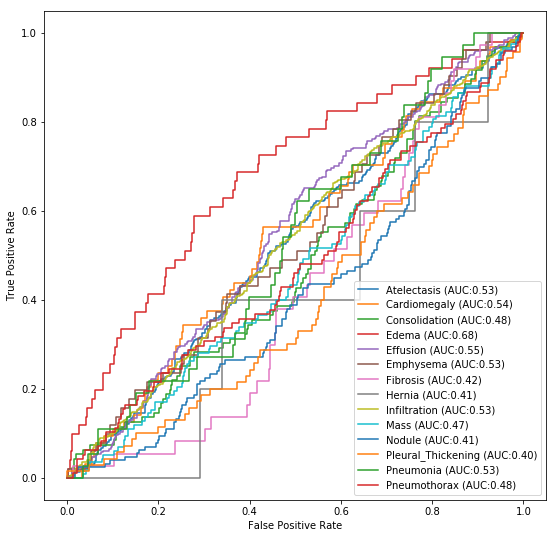 1.0
0.8
0.6
0.4
0.2
0.0
True Positive Rate
Atelectasis (AUC:0.53)
Cardiomegaly (AUC:0.54)
Consolidation (AUC:0.48)
Edema (AUC:0.68)
Effusion (AUC:0.55)
Emphysema (AUC:0.53)
Fibrosis (AUC:0.42)
Hernia (AUC:0.41)
Infiltration (AUC:0.53)
Mass (AUC:0.47)
Nodule (AUC:0.41)
Pleural_Thickening (AUC:0.40)
Pneumonia (AUC:0.53)
Pneumothorax (AUC:0.48)
0.0 0.2 0.4 0.6 0.8 1.0
False Positive Rate